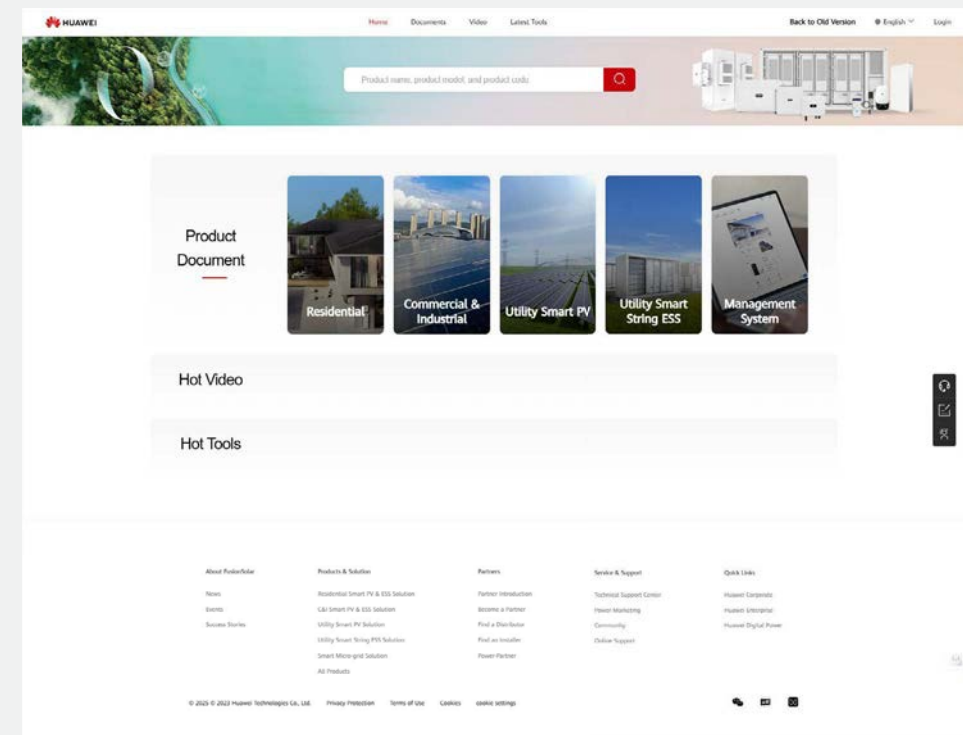 HUAWEI
Home Documents Video Latest Tools
Back to Old Version English Login
Product name, product model, and product code
Product
Document
Residential
Commercial &
Industrial
Utility Smart PV
Utility Smart
String ESS
Management
System
Hot Video
Hot Tools
About FusionSolar
News
Events
Success Stories
Products & Solution
Residential Smart PV & ESS Solution
C&I Smart PV & ESS Solution
Utility Smart PV Solution
Utility Smart String ESS Solution
Smart Micro-grid Solution
All Products
Partners
Partner Introduction
Become a Partner
Find a Distributor
Find an Installer
Power-Partner
Service & Support
Technical Support Center
Power Marketing
Community
Online Support
Quick Links
Huawei Corporate
Huawei Enterprise
Huawei Digital Power
© 2025 © 2023 Huawei Technologies Co., Ltd. Privacy Protection Terms of Use Cookies cookie settings